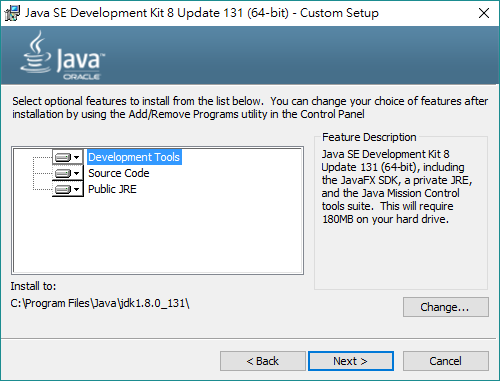 Java SE Development Kit 8 Update 131 (64-bit) - Custom Setup
Java
ORACLE
Select optional features to install from the list below. You can change your choice of features after
installation by using the Add/Remove Programs utility in the Control Panel
Development Tools
Source Code
Public JRE
Feature Description
Java SE Development Kit 8
Update 131 (64-bit), including
the JavaFX SDK, a private JRE,
and the Java Mission Control
tools suite. This will require
180MB on your hard drive.
Install to:
C:\Program Files\Java\jdk1.8.0_131\
Change...
< Back
Next >
Cancel